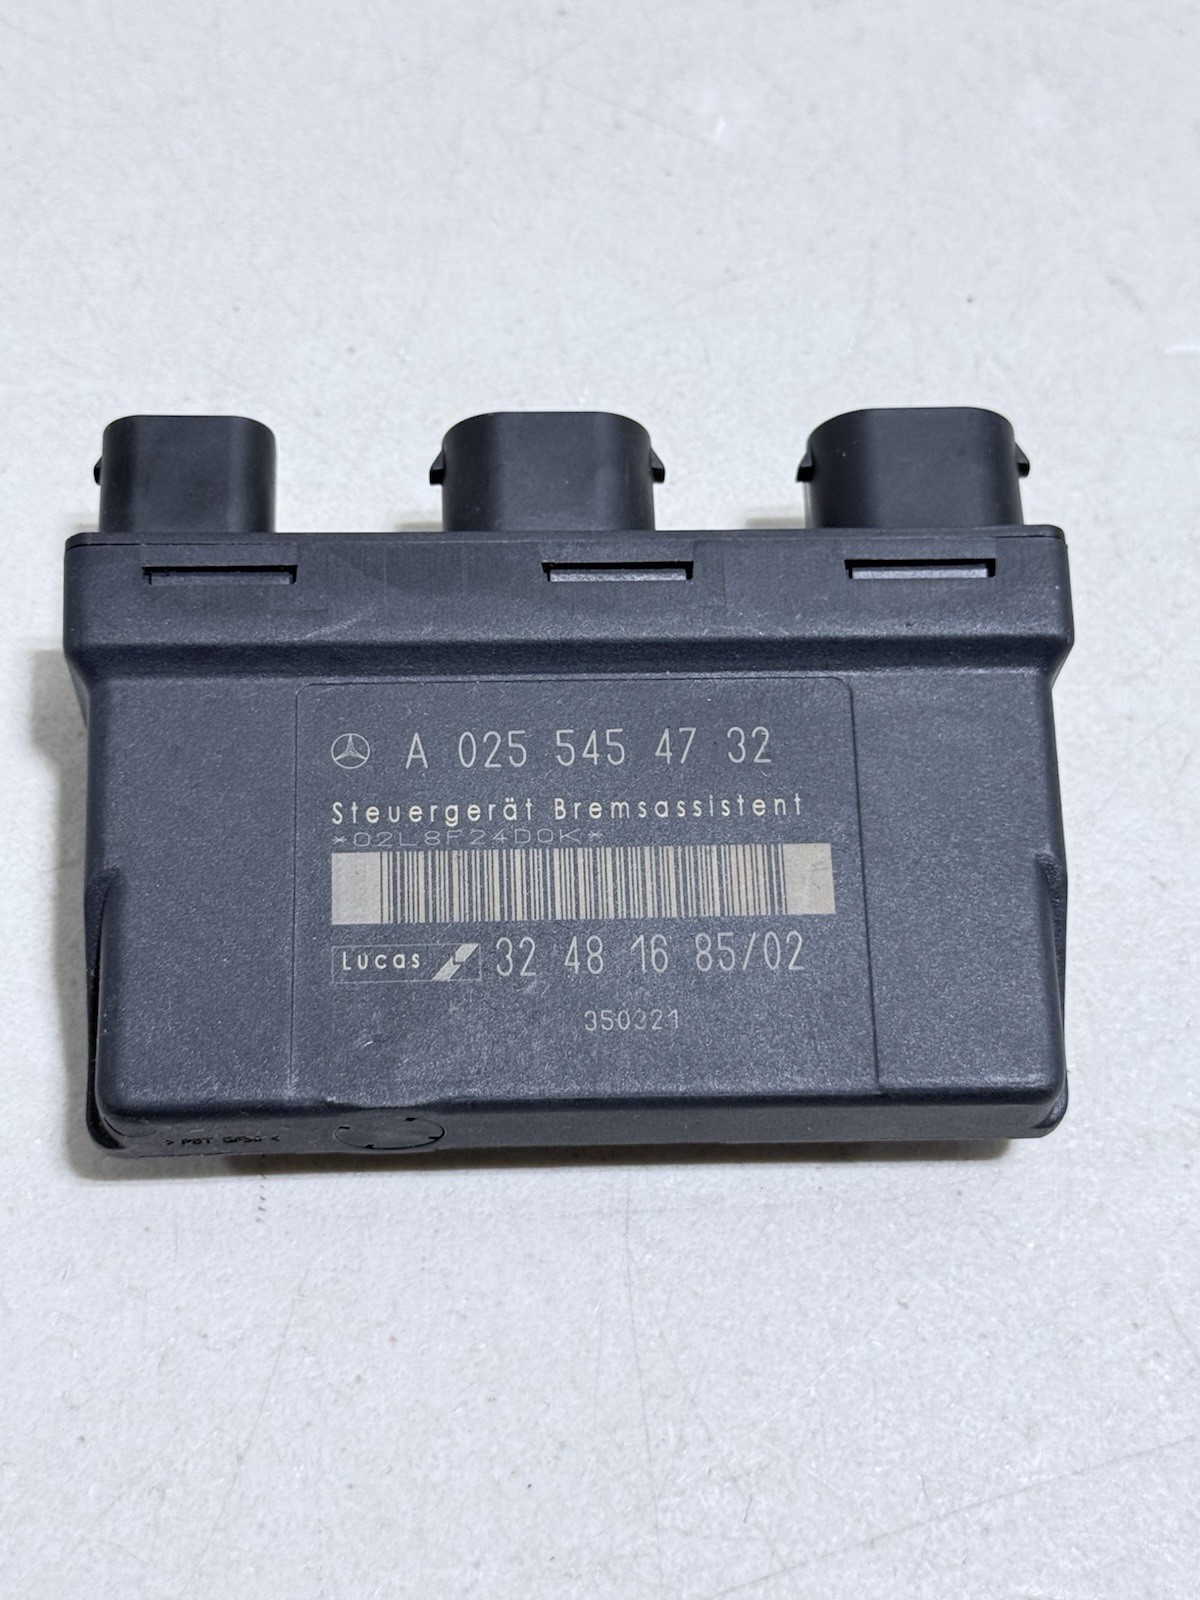 A 025 545 47 32
Steuergerät Bremsassistent
*02L8F24D0K*
Lucas 32 48 16 85/02
350321